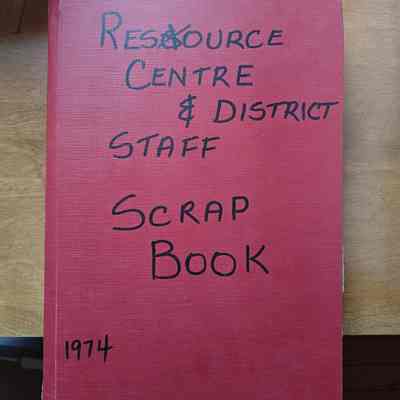 RESOURCE
CENTRE
& DISTRICT
STAFF
SCRAP
BOOK
1974